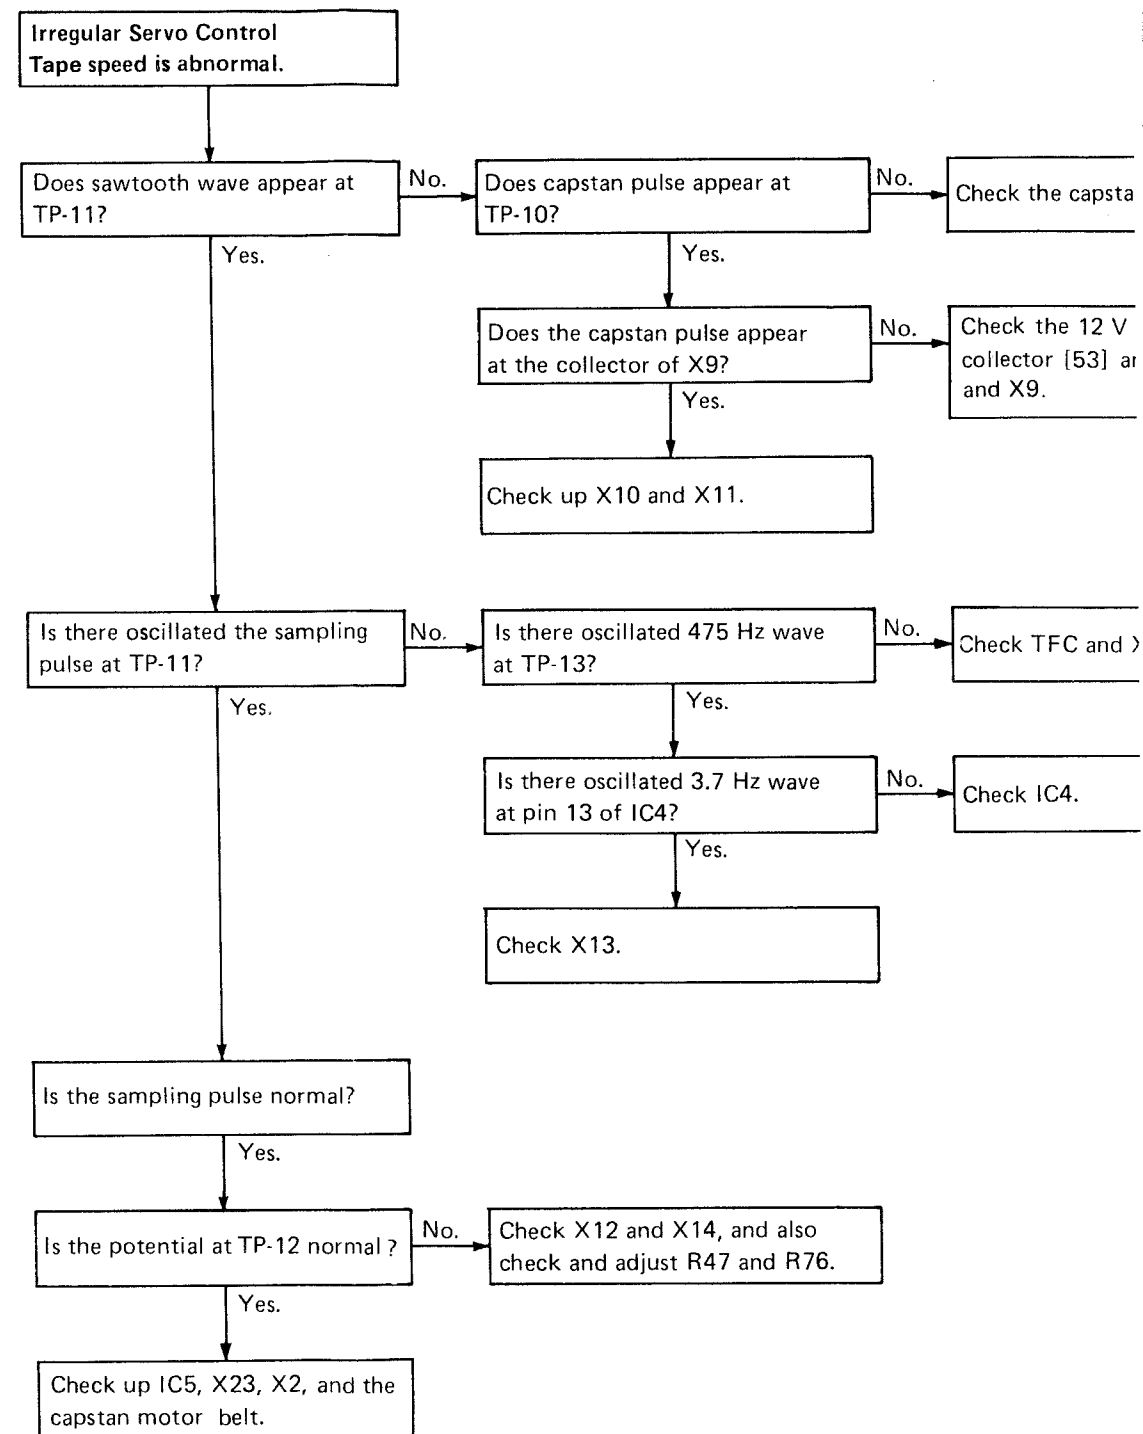 Irregular Servo Control
Tape speed is abnormal.
Does sawtooth wave appear at
TP-11?
No.
Does capstan pulse appear at
TP-10?
No.
Check the
Yes.
Yes.
Does the capstan pulse appear
at the collector of X9?
No.
Check the 12 V
collector [53]
and X9.
Yes.
Check up X10 and X11.
Is there oscillated the sampling
pulse at TP-11?
No.
Is there oscillated 475 Hz wave
at TP-13?
No.
Check TFC and
Yes.
Yes.
Is there oscillated 3.7 Hz wave
at pin 13 of IC4?
No.
Check IC4.
Yes.
Check X13.
Is the sampling pulse normal?
Yes.
Is the potential at TP-12 normal ?
No.
Check X12 and X14, and also
check and adjust R47 and R76.
Yes.
Check up IC5, X23, X2, and the
capstan motor belt.